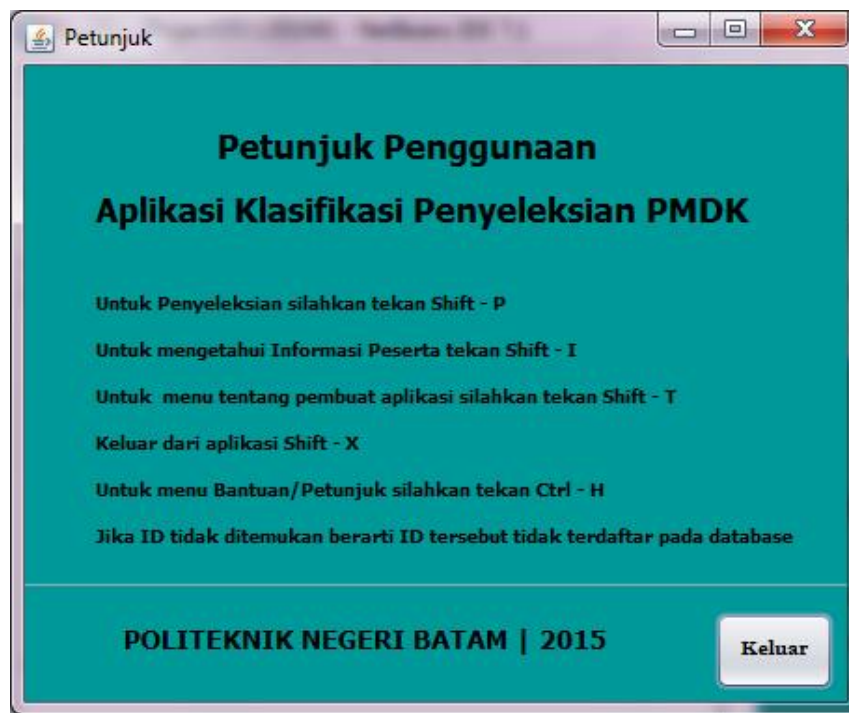 Petunjuk
Petunjuk Penggunaan
Aplikasi Klasifikasi Penyeleksian PMDK
Untuk Penyeleksian silahkan tekan Shift - P
Untuk mengetahui Informasi Peserta tekan Shift - I
Untuk menu tentang pembuat aplikasi silahkan tekan Shift - T
Keluar dari aplikasi Shift - X
Untuk menu Bantuan/Petunjuk silahkan tekan Ctrl - H
Jika ID tidak ditemukan berarti ID tersebut tidak terdaftar pada database
POLITEKNIK NEGERI BATAM | 2015
Keluar